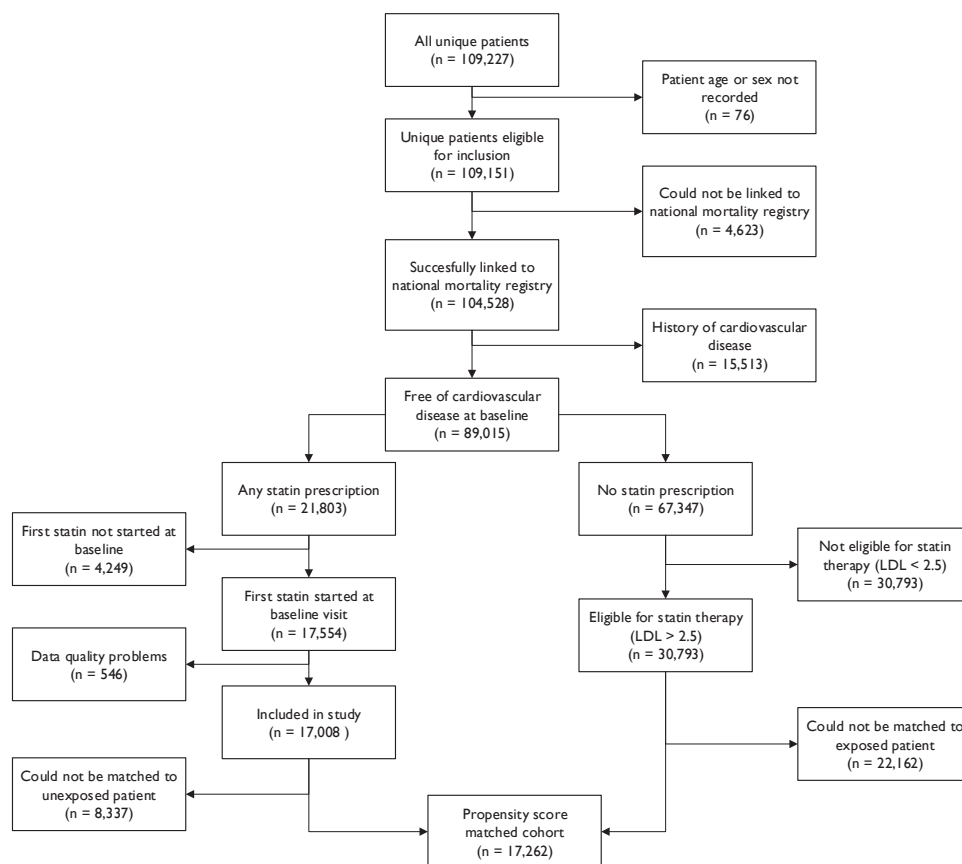 All unique patients
(n = 109,227)
Patient age or sex not
recorded
(n = 76)
Unique patients eligible
for inclusion
(n = 109,151)
Could not be linked to
national mortality registry
(n = 4,623)
Succesfully linked to
national mortality registry
(n = 104,528)
History of cardiovascular
disease
(n = 15,513)
Free of cardiovascular
disease at baseline
(n = 89,015)
Any statin prescription
(n = 21,803)
No statin prescription
(n = 67,347)
First statin not started at
baseline
(n = 4,249)
Not eligible for statin
therapy (LDL < 2.5)
(n = 30,793)
First statin started at
baseline visit
(n = 17,554)
Eligible for statin therapy
(LDL > 2.5)
(n = 30,793)
Data quality problems
(n = 546)
Included in study
(n = 17,008 )
Could not be matched to
exposed patient
(n = 22,162)
Could not be matched to
unexposed patient
(n = 8,337)
Propensity score
matched cohort
(n = 17,262)